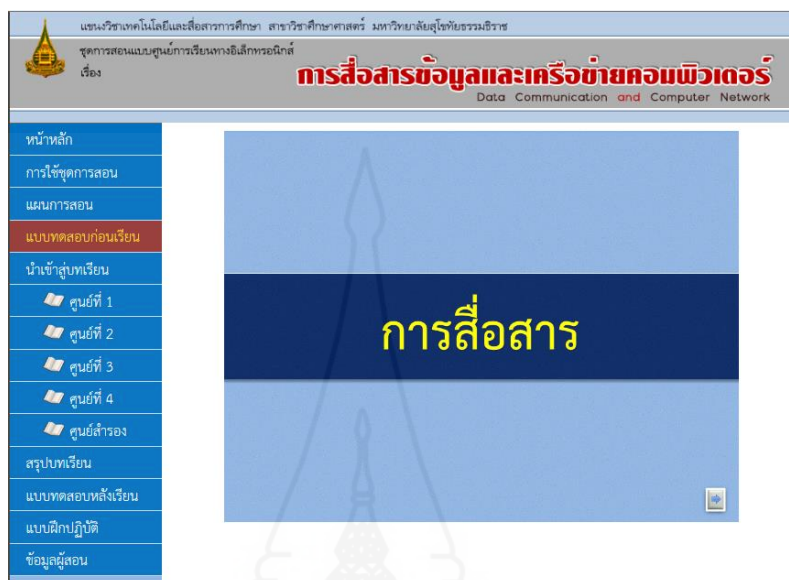 แขนงวิชาเทคโนโลยีและสื่อสารการศึกษา สาขาวิชาศึกษาศาสตร์ มหาวิทยาลัยสุโขทัยธรรมาธิราช
ชุดการสอนแบบศูนย์การเรียนทางอิเล็กทรอนิกส์
เรื่อง
การสื่อสารข้อมูลและเครือข่ายคอมพิวเตอร์
Data Communication and Computer Network
หน้าหลัก
การใช้ชุดการสอน
แผนการสอน
แบบทดสอบก่อนเรียน
นำเข้าสู่บทเรียน
ศูนย์ที่ 1
ศูนย์ที่ 2
ศูนย์ที่ 3
ศูนย์ที่ 4
ศูนย์สำรอง
สรุปบทเรียน
แบบทดสอบหลังเรียน
แบบฝึกปฏิบัติ
ข้อมูลผู้สอน
การสื่อสาร